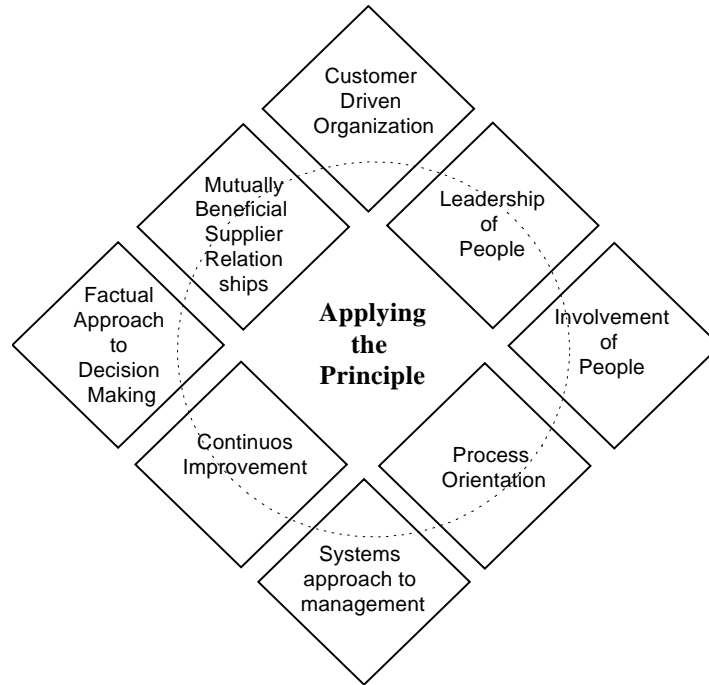 Customer
Driven
Organization
Mutually
Beneficial
Supplier
Relation
ships
Leadership
of
People
Factual
Approach
to
Decision
Making
Applying
the
Principle
Involvement
of
People
Continuos
Improvement
Process
Orientation
Systems
approach to
management